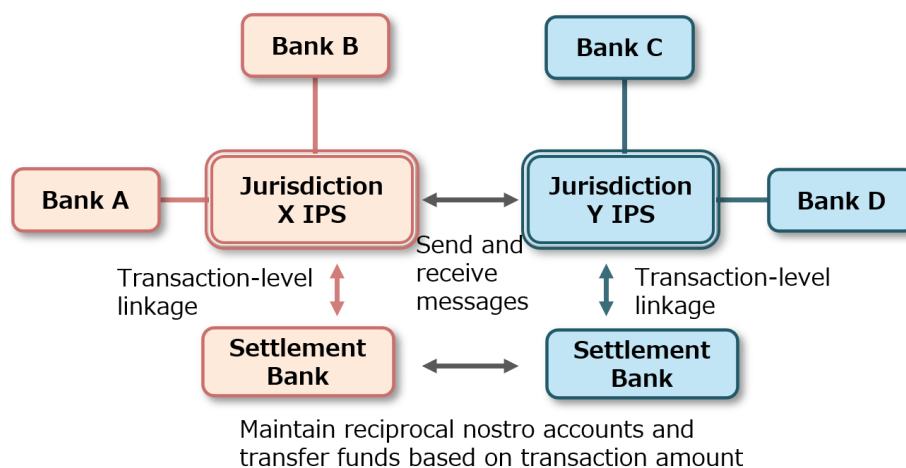 Bank B
Bank C
Bank A
Jurisdiction
X IPS
Jurisdiction
Y IPS
Bank D
Send and
receive
messages
Transaction-level
linkage
Transaction-level
linkage
Settlement
Bank
Settlement
Bank
Maintain reciprocal nostro accounts and
transfer funds based on transaction amount